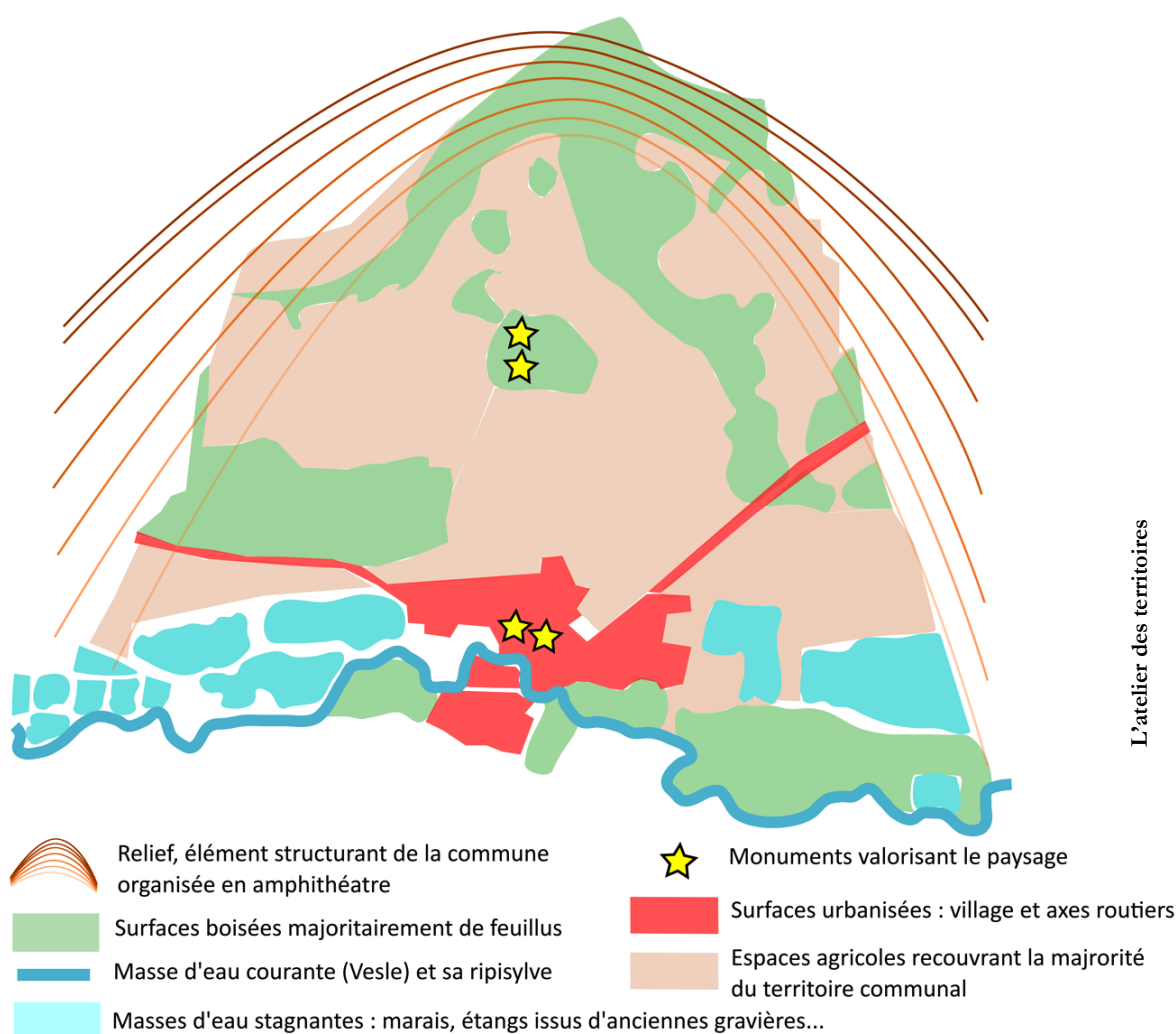 L'atelier des territoires
Relief, élément structurant de la commune
organisée en amphithéatre
Surfaces boisées majoritairement de feuillus
Masse d'eau courante (Vesle) et sa ripisylve
Masses d'eau stagnantes : marais, étangs issus d'anciennes gravières...
Monuments valorisant le paysage
Surfaces urbanisées : village et axes routiers
Espaces agricoles recouvrant la majrorité
du territoire communal